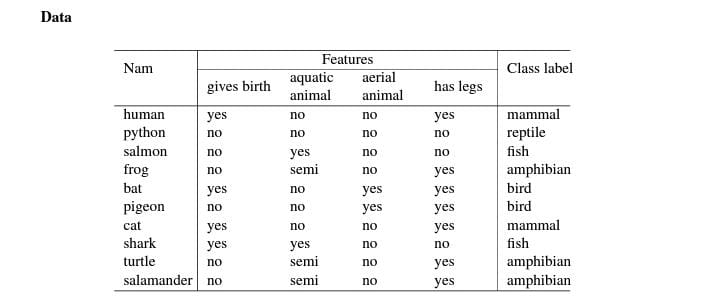 Data
Features
Nam Class label
gives birth aquatic animal aerial animal has legs
human yes no no yes mammal
python no no no no reptile
salmon no yes no no fish
frog no semi no yes amphibian
bat yes no yes yes bird
pigeon no no yes yes bird
cat yes no no yes mammal
shark yes yes no no fish
turtle no semi no yes amphibian
salamander no semi no yes amphibian